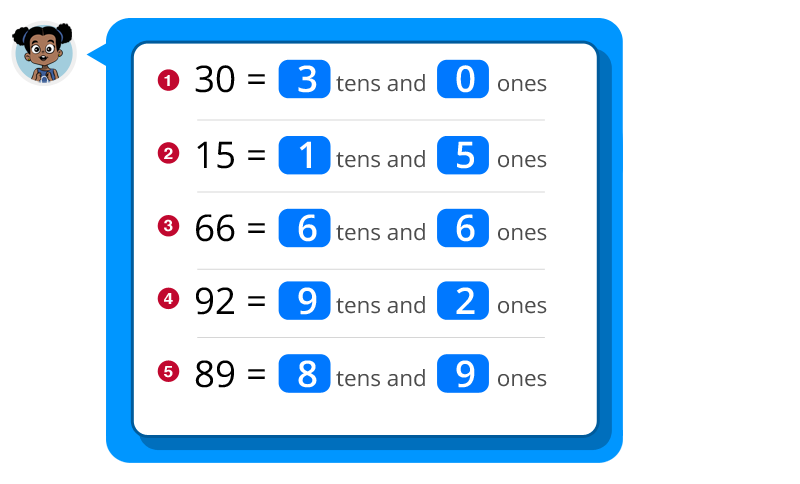 1 30 = 3 tens and 0 ones
2 15 = 1 tens and 5 ones
3 66 = 6 tens and 6 ones
4 92 = 9 tens and 2 ones
5 89 = 8 tens and 9 ones